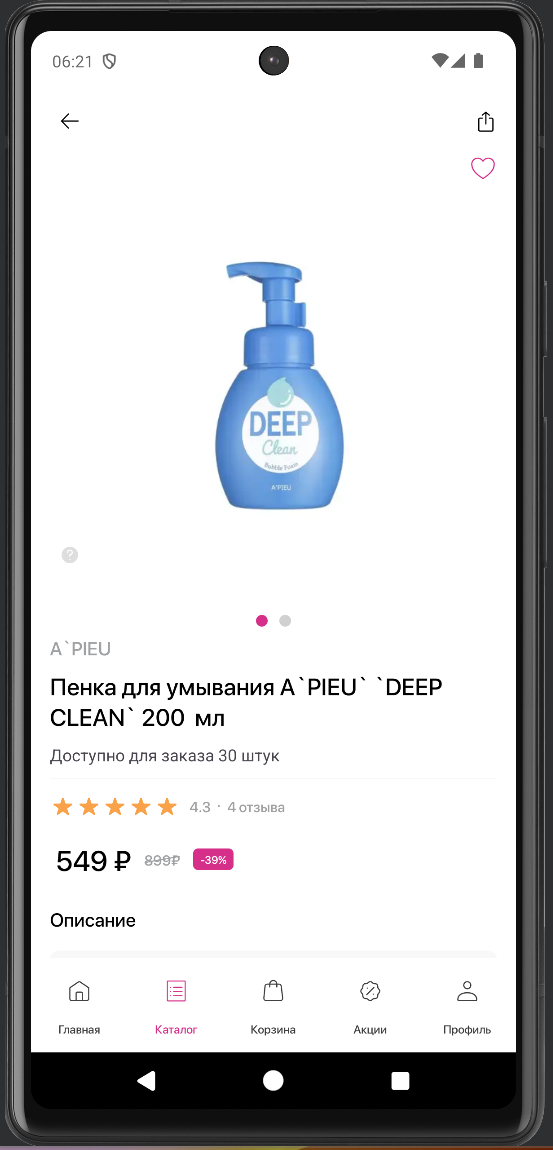 06:21
DEEP
Clean
Bubble Foam
A'PIEU
?
A`PIEU
Пенка для умывания A`PIEU` `DEEP
CLEAN` 200 мл
Доступно для заказа 30 штук
4.3 · 4 отзыва
549 ₽ 899₽ -39%
Описание
Главная Каталог Корзина Акции Профиль